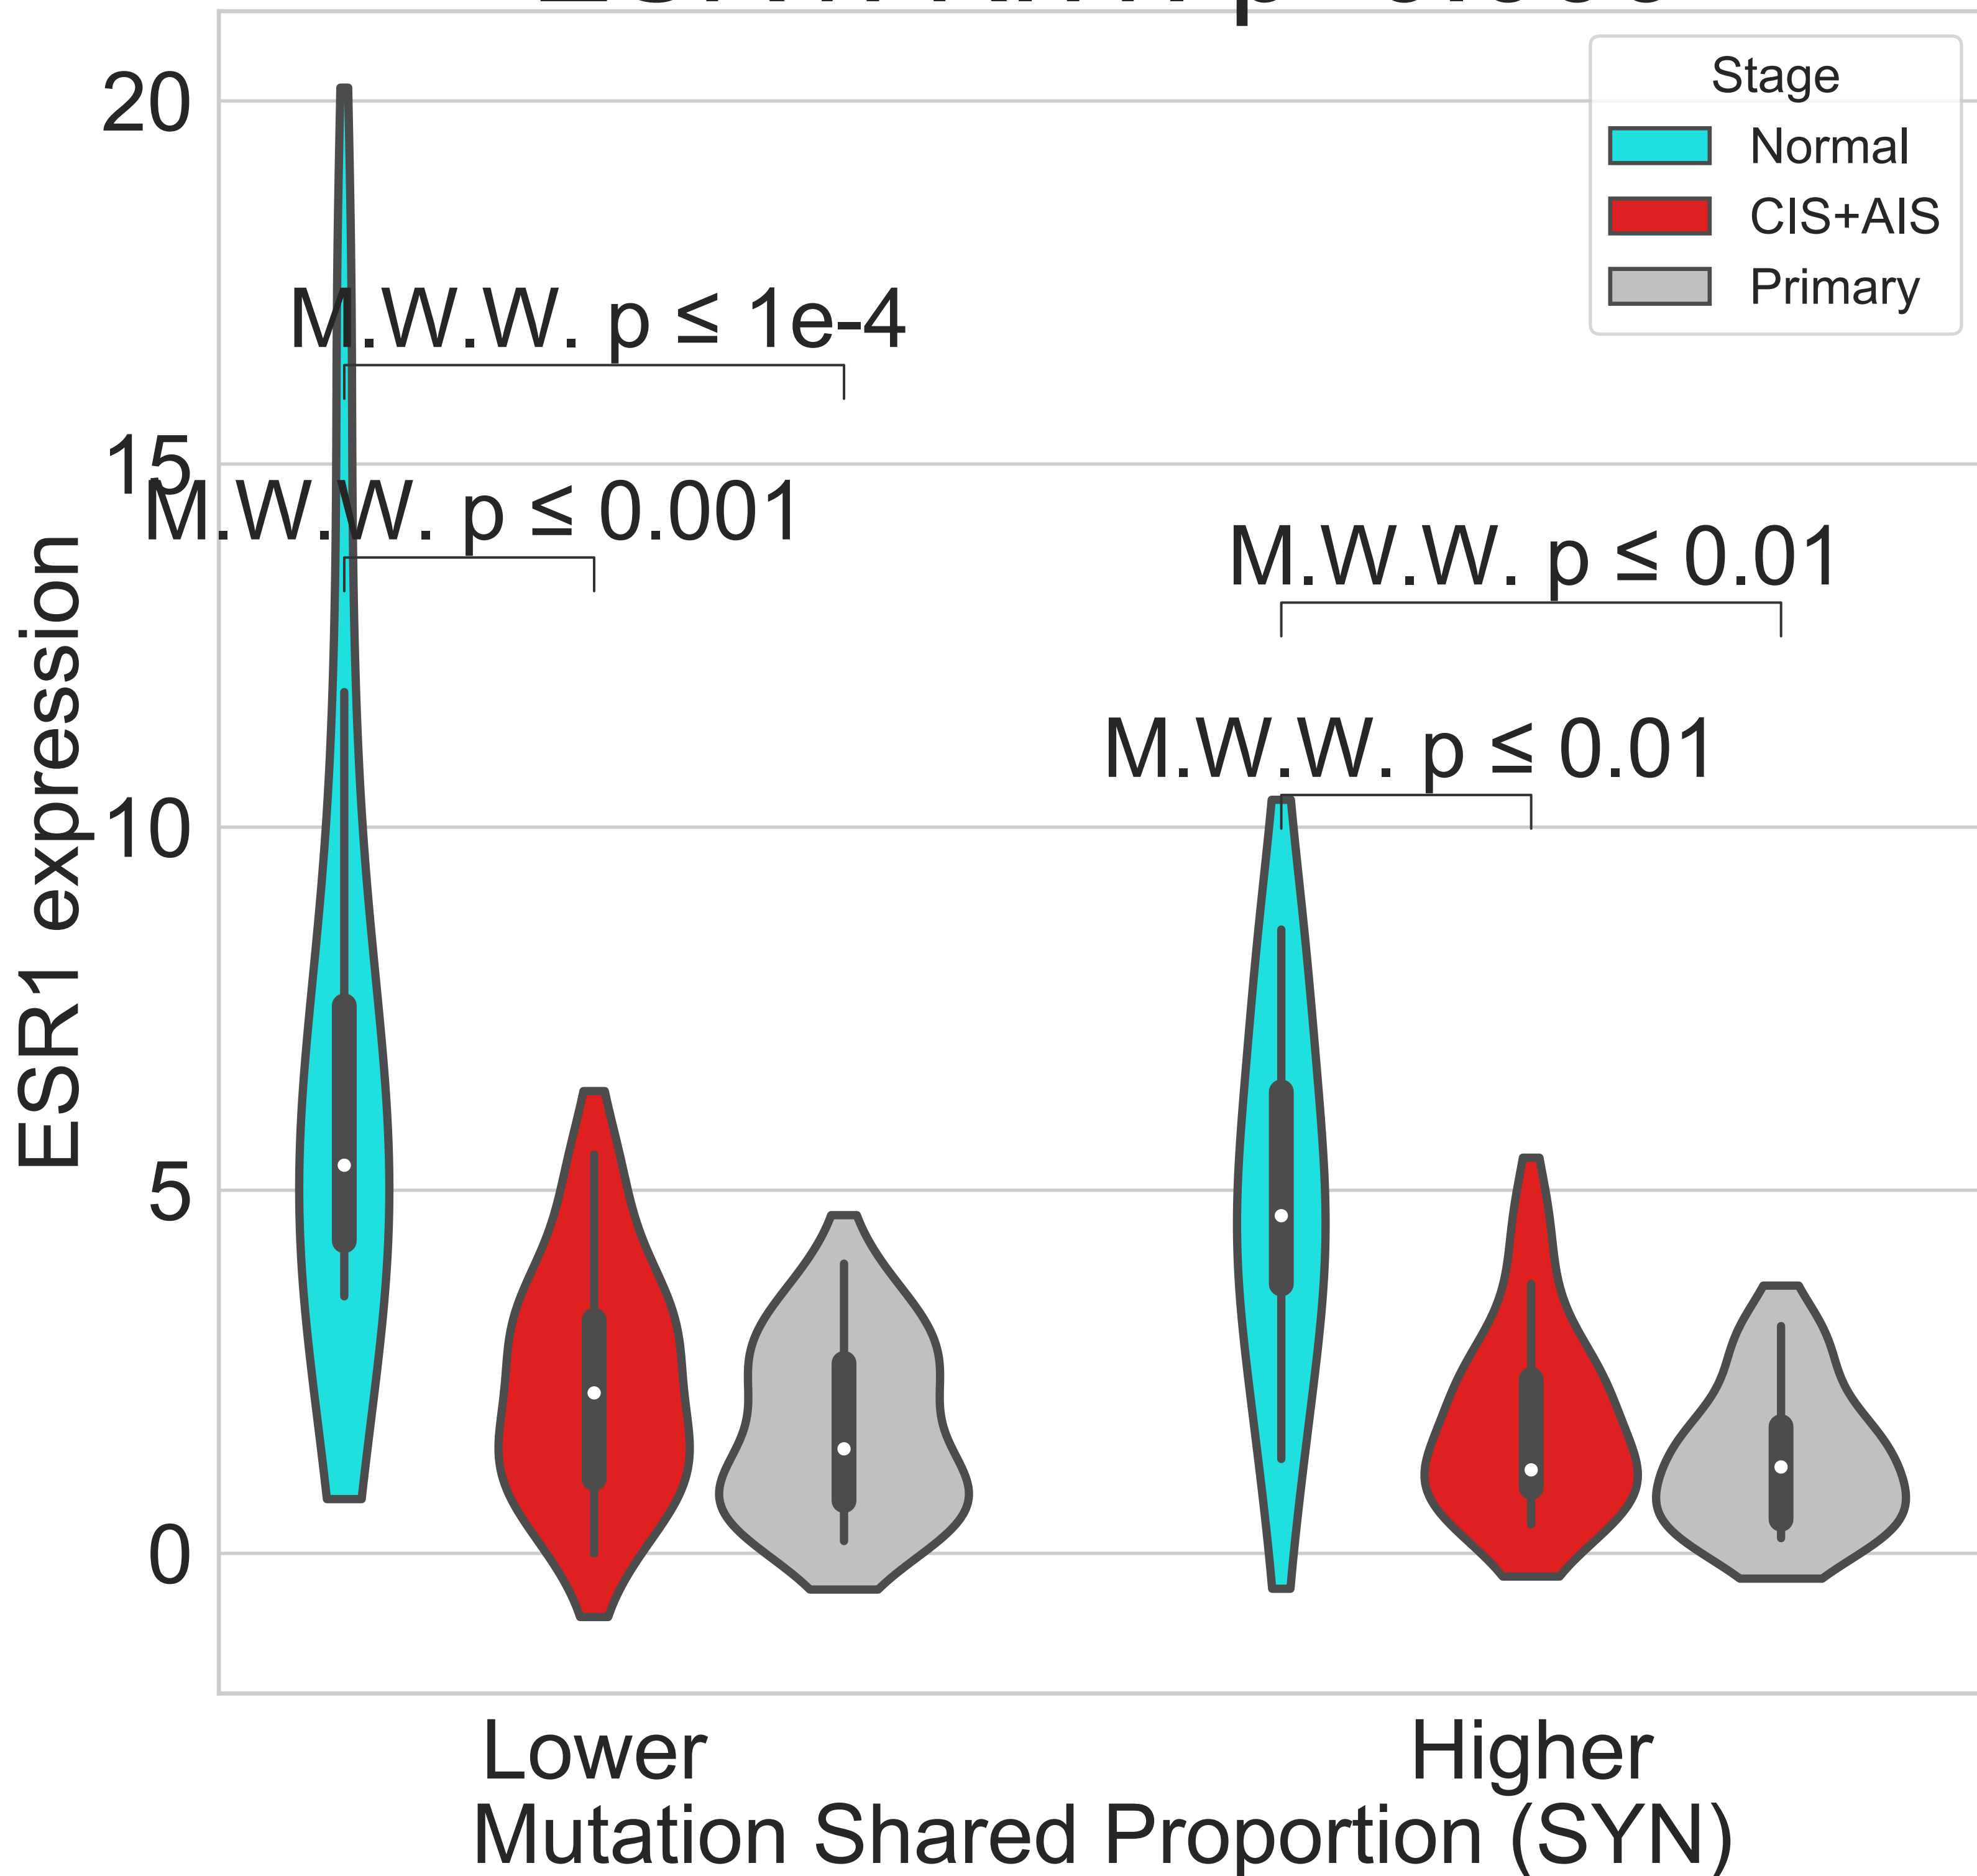 Stage
Normal
CIS+AIS
Primary
20
15
10
5
0
ESR1 expression
M.W.W. p ≤ 1e-4
M.W.W. p ≤ 0.001
M.W.W. p ≤ 0.01
M.W.W. p ≤ 0.01
Lower
Higher
Mutation Shared Proportion (SYN)